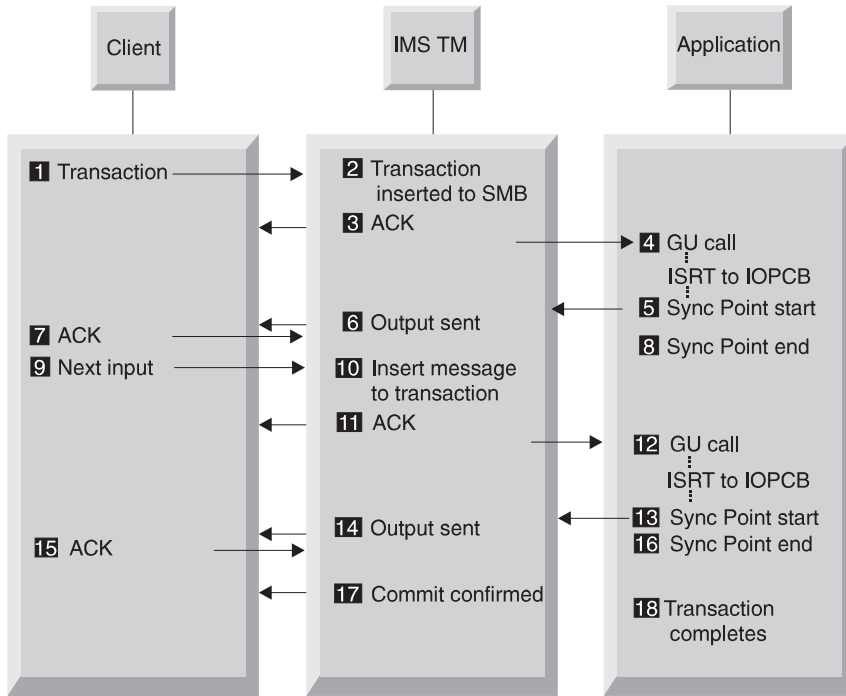 Client
IMS TM
Application
1 Transaction
2 Transaction
inserted to SMB
3 ACK
4 GU call
ISRT to IOPCB
5 Sync Point start
6 Output sent
7 ACK
8 Sync Point end
9 Next input
10 Insert message
to transaction
11 ACK
12 GU call
ISRT to IOPCB
13 Sync Point start
14 Output sent
15 ACK
16 Sync Point end
17 Commit confirmed
18 Transaction
completes